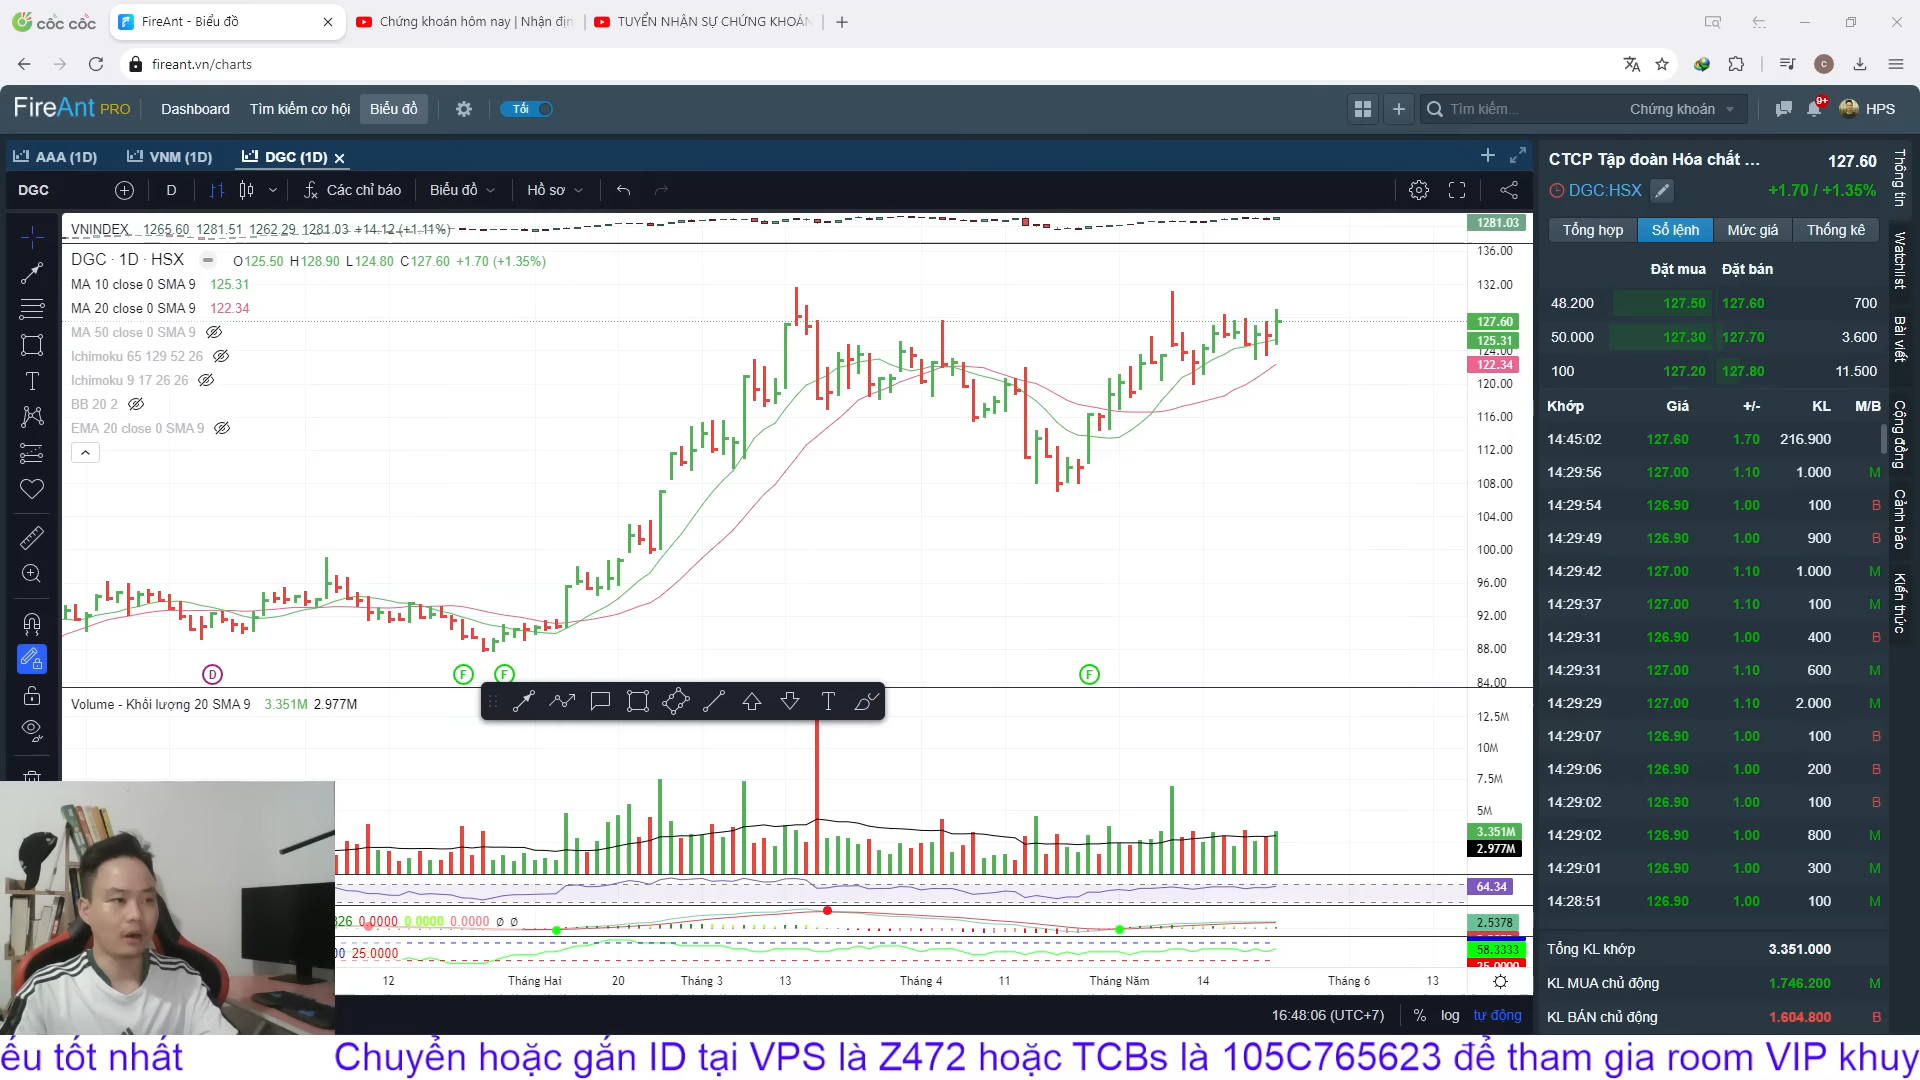 cốc cốc
FireAnt - Biểu đồ
Chứng khoán hôm nay | Nhận địn
TUYỂN NHẬN SỰ CHỨNG KHOÁN
fireant.vn/charts
FireAnt PRO
Dashboard
Tìm kiếm cơ hội
Biểu đồ
Tối
Tìm kiếm...
Chứng khoán
9+
HPS
AAA (1D)
VNM (1D)
DGC (1D)
DGC
D
Các chỉ báo
Biểu đồ
Hồ sơ
VNINDEX 1265.60 1281.51 1262.29 1281.03 +14.12 (+1.11%)
DGC · 1D · HSX O125.50 H128.90 L124.80 C127.60 +1.70 (+1.35%)
MA 10 close 0 SMA 9 125.31
MA 20 close 0 SMA 9 122.34
MA 50 close 0 SMA 9
Ichimoku 65 129 52 26
Ichimoku 9 17 26 26
BB 20 2
EMA 20 close 0 SMA 9
1281.03
136.00
132.00
127.60
125.31
124.00
122.34
120.00
116.00
112.00
108.00
104.00
100.00
96.00
92.00
88.00
84.00
D
F
F
F
Volume - Khối lượng 20 SMA 9 3.351M 2.977M
12.5M
10M
7.5M
5M
3.351M
2.977M
64.34
326 0.0000 0.0000 0.0000 ∅ ∅
2.5378
00 25.0000
58.3333
25.0000
12
Tháng Hai
20
Tháng 3
13
Tháng 4
11
Tháng Năm
14
Tháng 6
13
16:48:06 (UTC+7)
%
log
tự động
CTCP Tập đoàn Hóa chất ... 127.60
DGC:HSX +1.70 / +1.35%
Tổng hợp
Sổ lệnh
Mức giá
Thống kê
Đặt mua Đặt bán
48.200 127.50 127.60 700
50.000 127.30 127.70 3.600
100 127.20 127.80 11.500
Khớp Giá +/- KL M/B
14:45:02 127.60 1.70 216.900
14:29:56 127.00 1.10 1.000 M
14:29:54 126.90 1.00 100 B
14:29:49 126.90 1.00 900 B
14:29:42 127.00 1.10 1.000 M
14:29:37 127.00 1.10 100 M
14:29:31 126.90 1.00 400 B
14:29:31 127.00 1.10 600 M
14:29:29 127.00 1.10 2.000 M
14:29:07 126.90 1.00 100 B
14:29:06 126.90 1.00 200 B
14:29:02 126.90 1.00 100 B
14:29:02 126.90 1.00 800 M
14:29:01 126.90 1.00 300 M
14:28:51 126.90 1.00 100 M
Tổng KL khớp 3.351.000
KL MUA chủ động 1.746.200 M
KL BÁN chủ động 1.604.800 B
Thông tin
Watchlist
Bài viết
Cộng đồng
Cảnh báo
Kiến thức
ếu tốt nhất
Chuyển hoặc gắn ID tại VPS là Z472 hoặc TCBs là 105C765623 để tham gia room VIP khuy